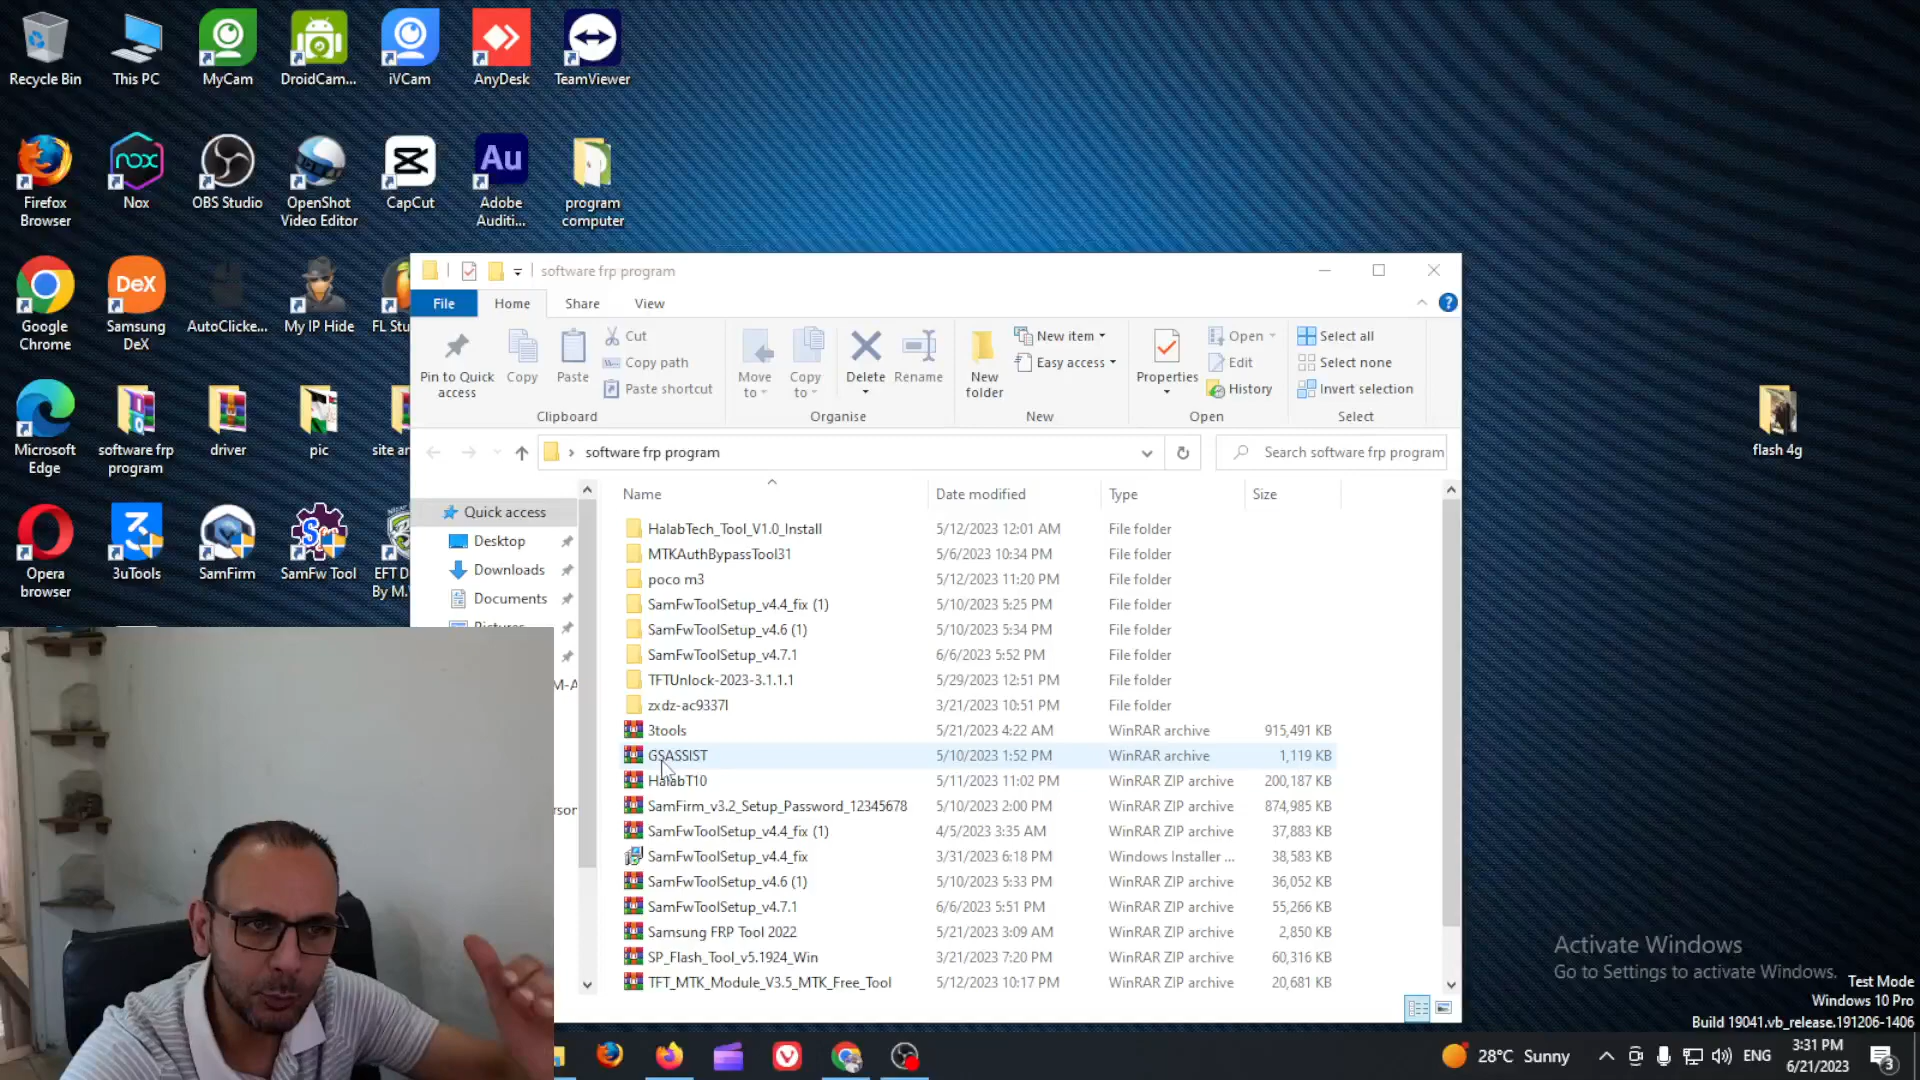 Recycle Bin
This PC
MyCam
DroidCam...
iVCam
AnyDesk
TeamViewer
nox
Au
Firefox
Browser
Nox
OBS Studio
OpenShot
Video Editor
CapCut
Adobe
Auditi...
program
computer
DeX
Google
Chrome
Samsung
DeX
AutoClicke...
My IP Hide
FL Stu
Microsoft
Edge
software frp
program
driver
pic
site an
flash 4g
Opera
browser
3uTools
SamFirm
SamFw Tool
EFT D
By M.
software frp program
File
Home
Share
View
Pin to Quick
access
Copy
Paste
Cut
Copy path
Paste shortcut
Clipboard
Move
to
Copy
to
Delete
Rename
Organise
New
folder
New item
Easy access
New
Properties
Open
Edit
History
Open
Select all
Select none
Invert selection
Select
software frp program
Search software frp program
Quick access
Desktop
Downloads
Documents
Pictures
Name Date modified Type Size
HalabTech_Tool_V1.0_Install 5/12/2023 12:01 AM File folder
MTKAuthBypassTool31 5/6/2023 10:34 PM File folder
poco m3 5/12/2023 11:20 PM File folder
SamFwToolSetup_v4.4_fix (1) 5/10/2023 5:25 PM File folder
SamFwToolSetup_v4.6 (1) 5/10/2023 5:34 PM File folder
SamFwToolSetup_v4.7.1 6/6/2023 5:52 PM File folder
TFTUnlock-2023-3.1.1.1 5/29/2023 12:51 PM File folder
zxdz-ac9337l 3/21/2023 10:51 PM File folder
3tools 5/21/2023 4:22 AM WinRAR archive 915,491 KB
GSASSIST 5/10/2023 1:52 PM WinRAR archive 1,119 KB
HalabT10 5/11/2023 11:02 PM WinRAR ZIP archive 200,187 KB
SamFirm_v3.2_Setup_Password_12345678 5/10/2023 2:00 PM WinRAR ZIP archive 874,985 KB
SamFwToolSetup_v4.4_fix (1) 4/5/2023 3:35 AM WinRAR ZIP archive 37,883 KB
SamFwToolSetup_v4.4_fix 3/31/2023 6:18 PM Windows Installer ... 38,583 KB
SamFwToolSetup_v4.6 (1) 5/10/2023 5:33 PM WinRAR ZIP archive 36,052 KB
SamFwToolSetup_v4.7.1 6/6/2023 5:51 PM WinRAR ZIP archive 55,266 KB
Samsung FRP Tool 2022 5/21/2023 3:09 AM WinRAR ZIP archive 2,850 KB
SP_Flash_Tool_v5.1924_Win 3/21/2023 7:20 PM WinRAR ZIP archive 60,316 KB
TFT_MTK_Module_V3.5_MTK_Free_Tool 5/12/2023 10:17 PM WinRAR ZIP archive 20,681 KB
M-A
erson
Activate Windows
Go to Settings to activate Windows.
Test Mode
Windows 10 Pro
Build 19041.vb_release.191206-1406
28°C Sunny
ENG
3:31 PM
6/21/2023
3